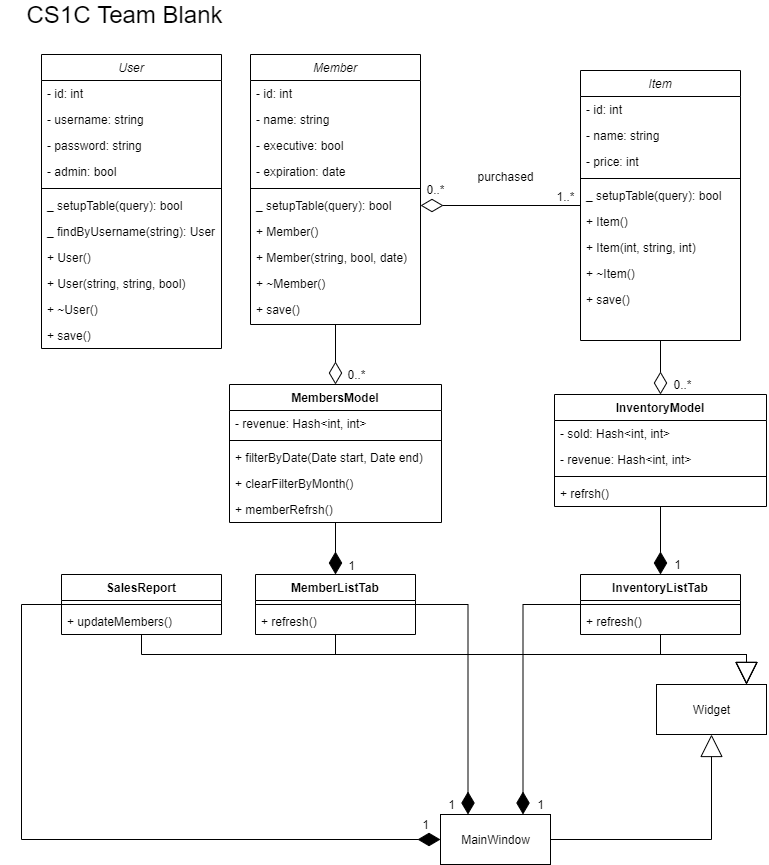 CS1C Team Blank
User
- id: int
- username: string
- password: string
- admin: bool
_ setupTable(query): bool
_ findByUsername(string): User
+ User()
+ User(string, string, bool)
+ ~User()
+ save()
Member
- id: int
- name: string
- executive: bool
- expiration: date
_ setupTable(query): bool
+ Member()
+ Member(string, bool, date)
+ ~Member()
+ save()
0..*
purchased
1..*
Item
- id: int
- name: string
- price: int
_ setupTable(query): bool
+ Item()
+ Item(int, string, int)
+ ~Item()
+ save()
0..*
MembersModel
- revenue: Hash<int, int>
+ filterByDate(Date start, Date end)
+ clearFilterByMonth()
+ memberRefrsh()
0..*
InventoryModel
- sold: Hash<int, int>
- revenue: Hash<int, int>
+ refrsh()
1
1
SalesReport
+ updateMembers()
MemberListTab
+ refresh()
InventoryListTab
+ refresh()
Widget
1
1
1
MainWindow